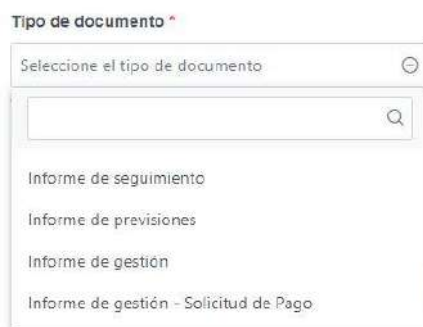 Tipo de documento *
Seleccione el tipo de documento
Informe de seguimiento
Informe de previsiones
Informe de gestión
Informe de gestión - Solicitud de Pago